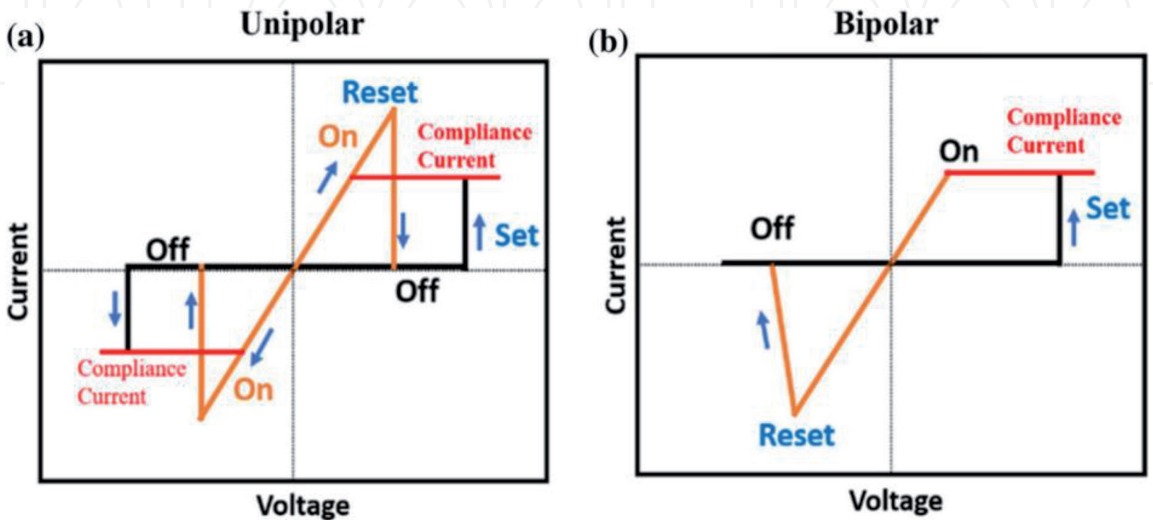 (a)
Unipolar
Reset
On
Compliance
Current
Set
Off
Off
Compliance
Current
On
Current
Voltage
(b)
Bipolar
Compliance
Current
On
Set
Off
Reset
Current
Voltage